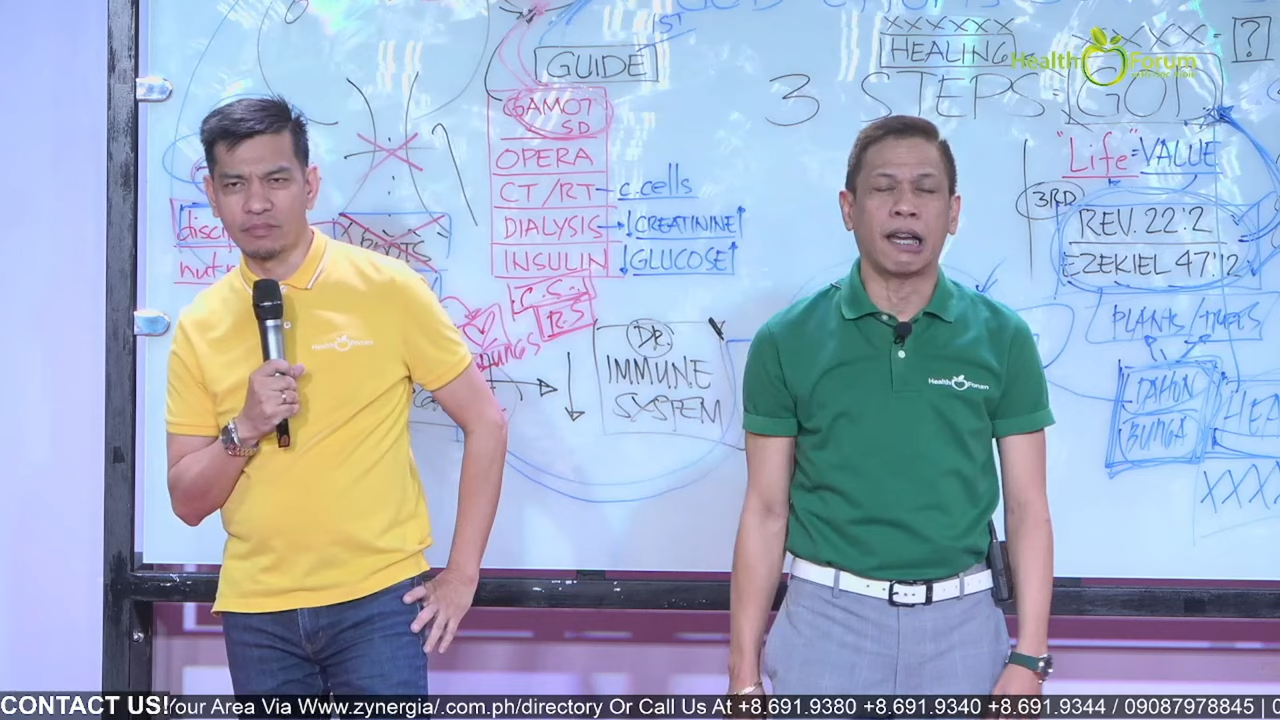 1ST
GUIDE
GAMOT
SD
OPERA
CT/RT - c.cells
DIALYSIS
CREATININE
INSULIN
GLUCOSE
C.S.
R.S
DR.
IMMUNE
SYSTEM
XXXXXX
HEALING
XXXXX = ?
3 STEPS = GOD
"Life" = VALUE
3RD
REV. 22:2
EZEKIEL 47:12
PLANTS/TREES
DAHON
BUNGA
XXX
Health Forum
Health Forum
Health Forum
CONTACT US!
Your Area Via Www.zynergia/.com.ph/directory Or Call Us At +8.691.9380 +8.691.9340 +8.691.9344 / 09087978845 (